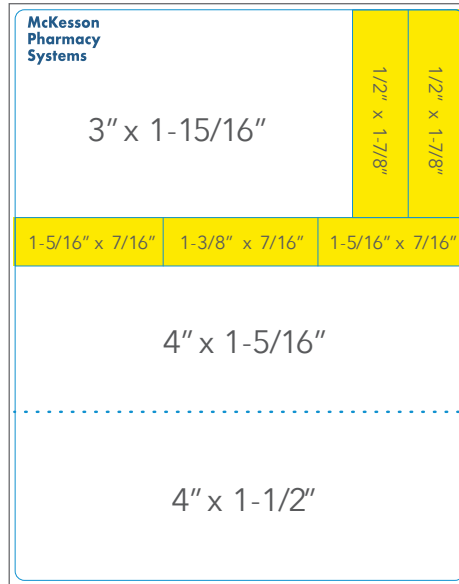 McKesson
Pharmacy
Systems
3” x 1-15/16”
1/2” x 1-7/8”
1/2” x 1-7/8”
1-5/16” x 7/16”
1-3/8” x 7/16”
1-5/16” x 7/16”
4” x 1-5/16”
4” x 1-1/2”